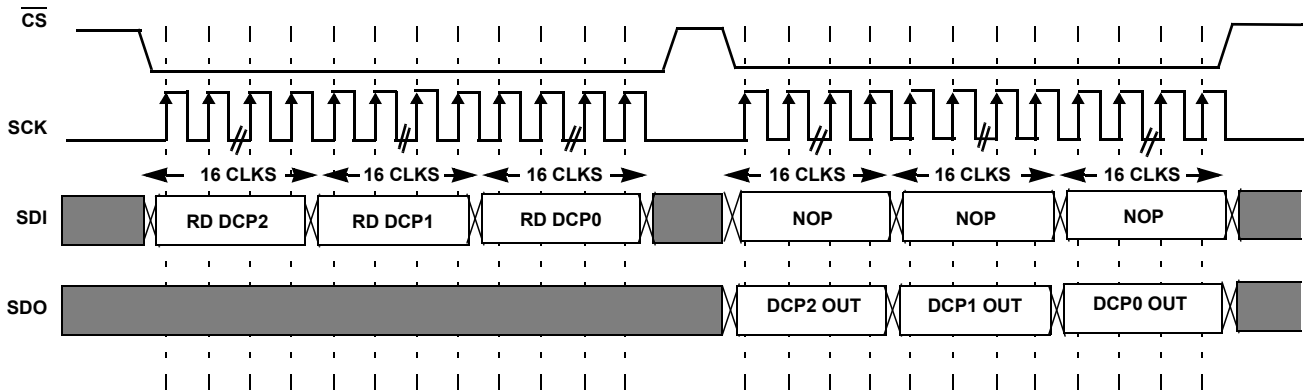 CS
SCK
16 CLKS 16 CLKS 16 CLKS 16 CLKS 16 CLKS 16 CLKS
SDI RD DCP2 RD DCP1 RD DCP0 NOP NOP NOP
SDO DCP2 OUT DCP1 OUT DCP0 OUT